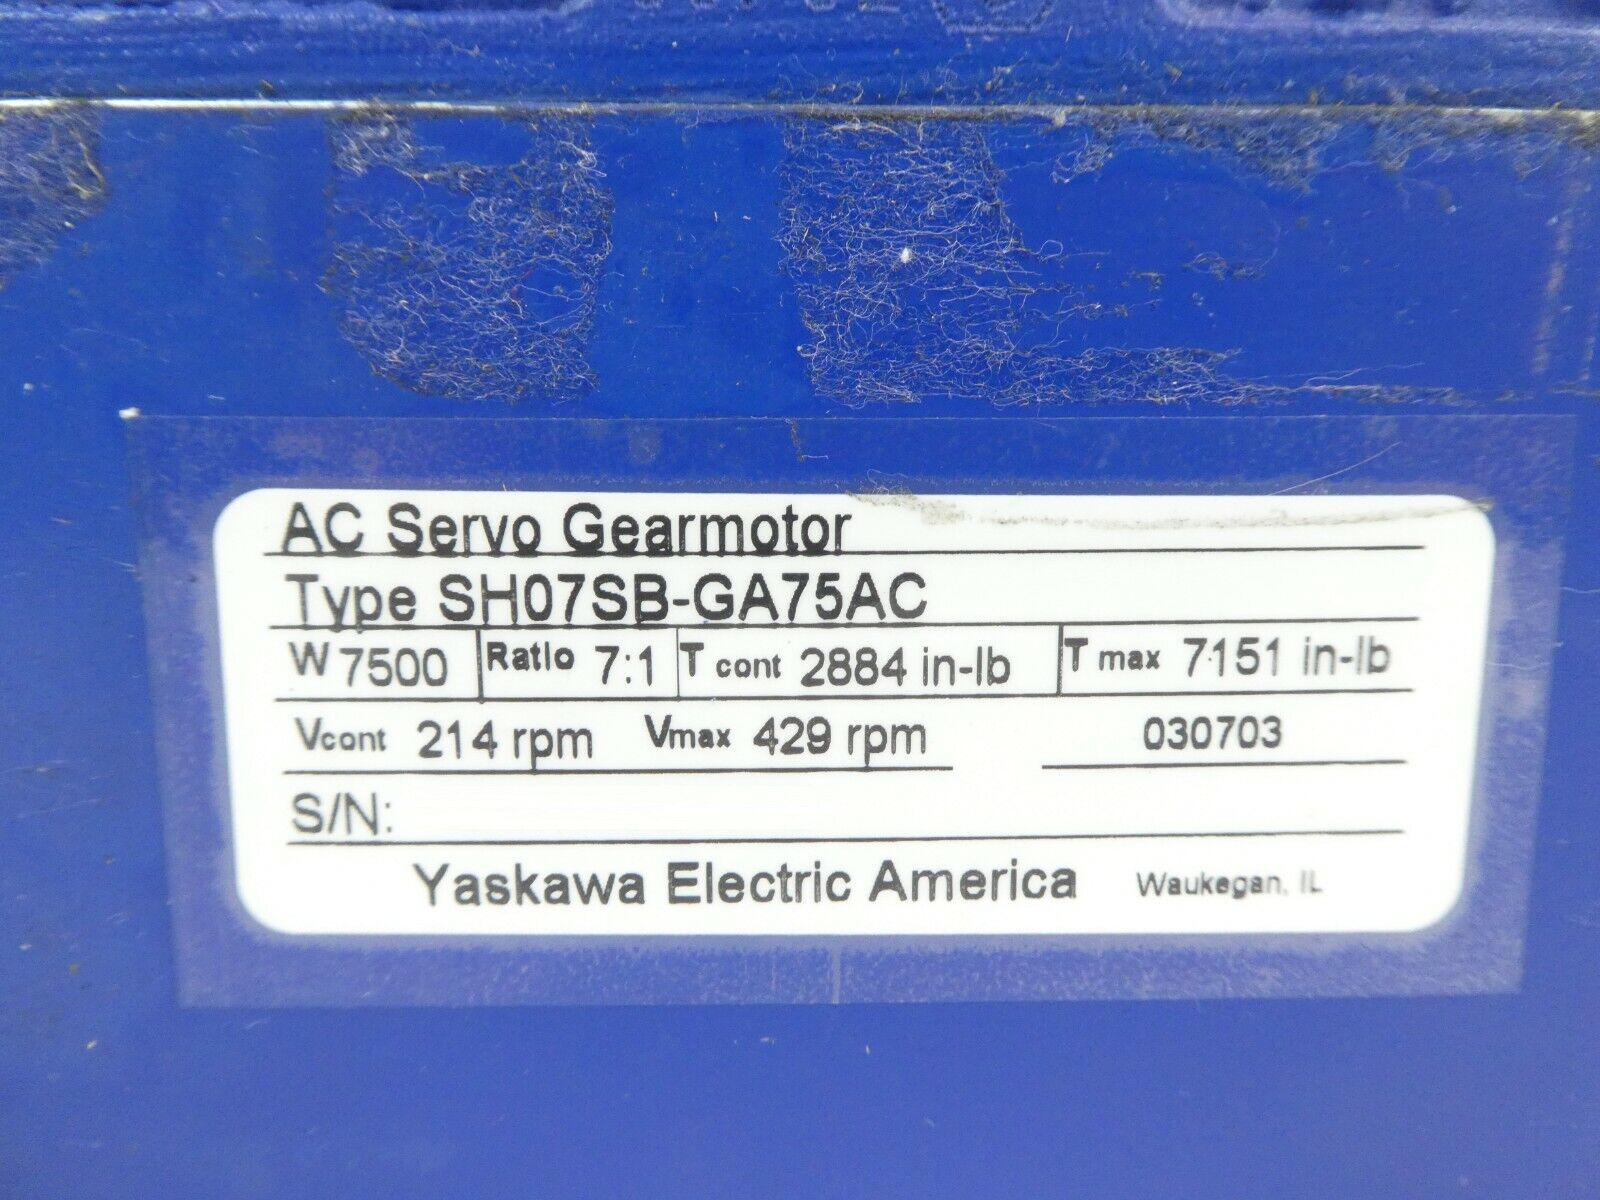 AC Servo Gearmotor
Type SH07SB-GA75AC
W 7500 Ratio 7:1 T cont 2884 in-lb T max 7151 in-lb
Vcont 214 rpm Vmax 429 rpm 030703
S/N:
Yaskawa Electric America Waukegan, IL